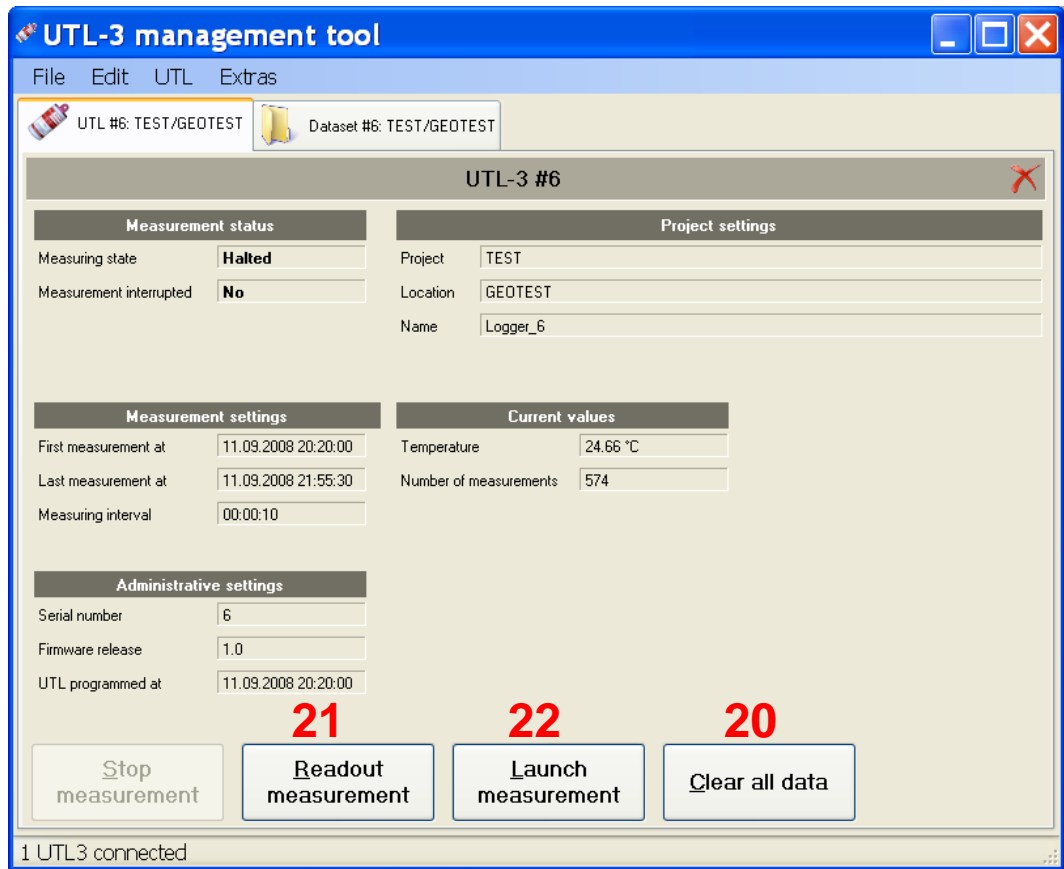 UTL-3 management tool
File Edit UTL Extras
UTL #6: TEST/GEOTEST Dataset #6: TEST/GEOTEST
UTL-3 #6
Measurement status
Measuring state Halted
Measurement interrupted No
Project settings
Project TEST
Location GEOTEST
Name Logger_6
Measurement settings
First measurement at 11.09.2008 20:20:00
Last measurement at 11.09.2008 21:55:30
Measuring interval 00:00:10
Current values
Temperature 24.66 °C
Number of measurements 574
Administrative settings
Serial number 6
Firmware release 1.0
UTL programmed at 11.09.2008 20:20:00
21 22 20
Stop
measurement
Readout
measurement
Launch
measurement
Clear all data
1 UTL3 connected